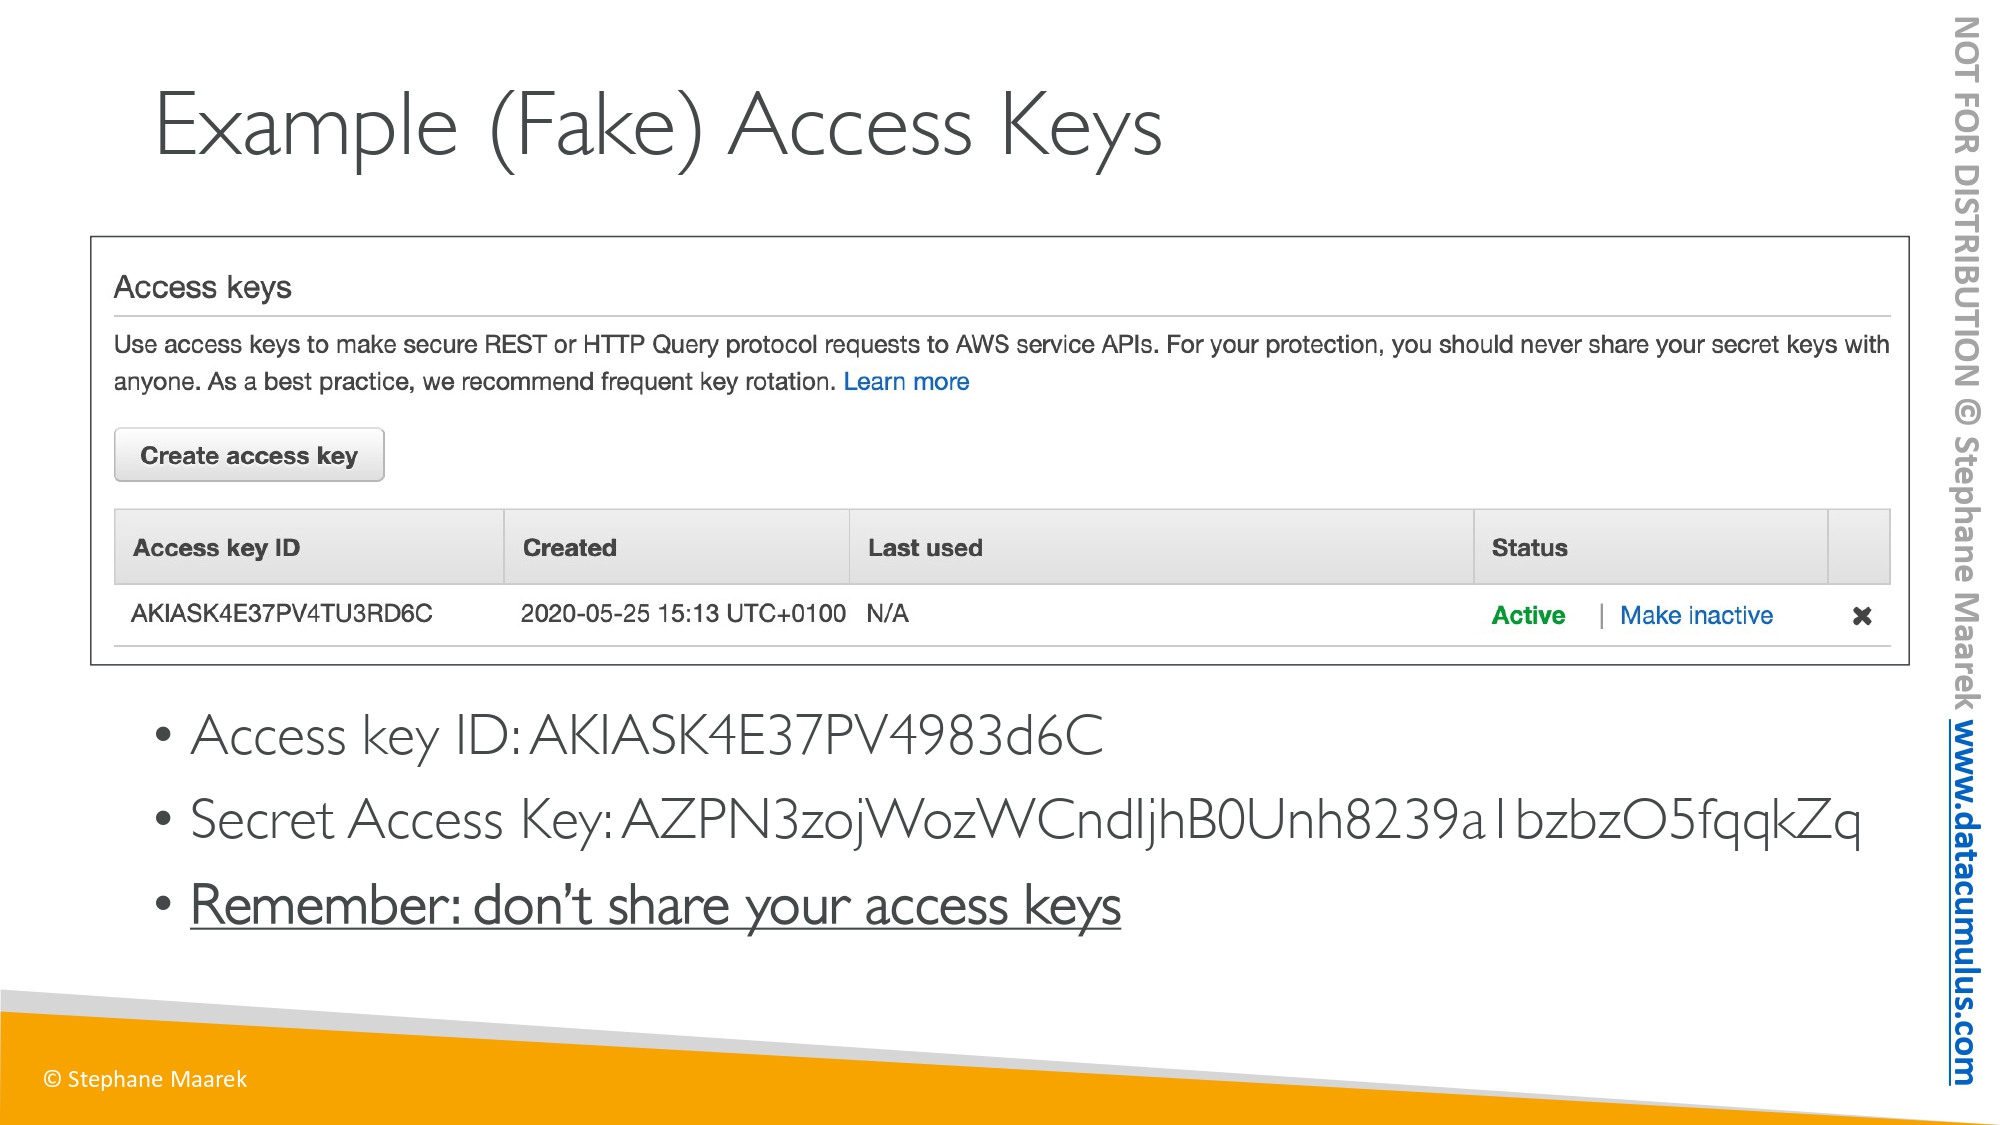 Example (Fake) Access Keys
Access keys
Use access keys to make secure REST or HTTP Query protocol requests to AWS service APIs. For your protection, you should never share your secret keys with
anyone. As a best practice, we recommend frequent key rotation. Learn more
Create access key
Access key ID Created Last used Status
AKIASK4E37PV4TU3RD6C 2020-05-25 15:13 UTC+0100 N/A Active | Make inactive ✖
• Access key ID: AKIASK4E37PV4983d6C
• Secret Access Key: AZPN3zojWozWCndIjhB0Unh8239a1bzbzO5fqqkZq
• Remember: don’t share your access keys
© Stephane Maarek
NOT FOR DISTRIBUTION © Stephane Maarek www.datacumulus.com